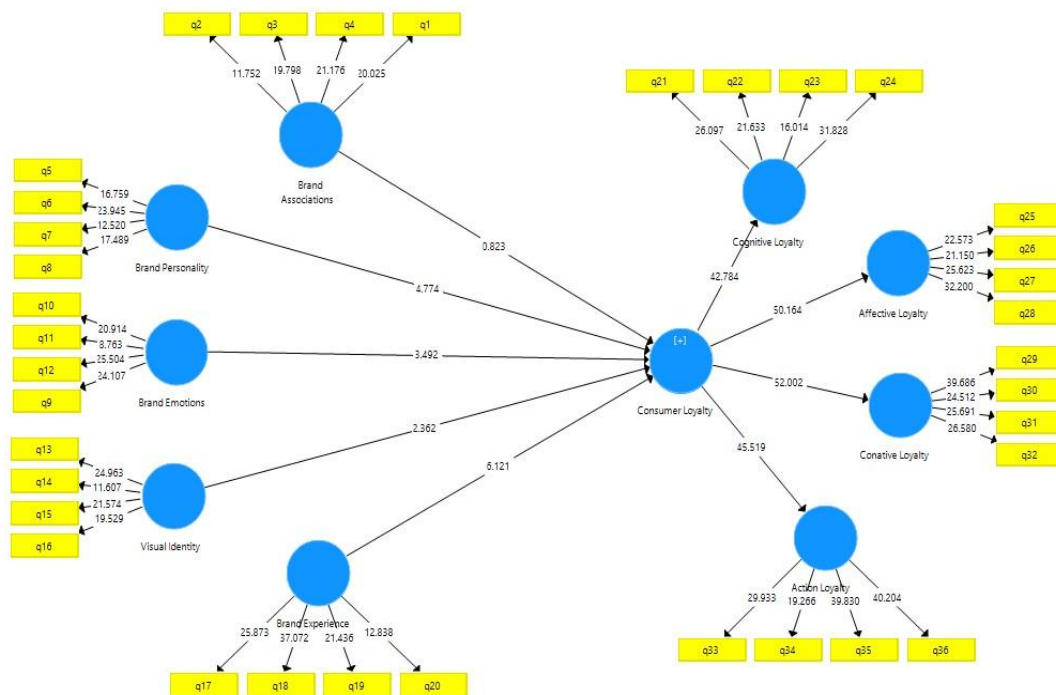 q2
q3
q4
q1
11.752
19.798
21.176
20.025
Brand
Associations
q5
q6
q7
q8
16.759
23.945
12.520
17.489
Brand Personality
q10
q11
q12
q9
20.914
8.763
25.504
24.107
Brand Emotions
q13
q14
q15
q16
24.963
11.607
21.574
19.529
Visual Identity
Brand Experience
25.873
37.072
21.436
12.838
q17
q18
q19
q20
0.823
4.774
3.492
2.362
6.121
[+]
Consumer Loyalty
42.784
50.164
52.002
45.519
q21
q22
q23
q24
26.097
21.633
16.014
31.828
Cognitive Loyalty
q25
q26
q27
q28
22.573
21.150
25.623
32.200
Affective Loyalty
q29
q30
q31
q32
39.686
24.512
25.691
26.580
Conative Loyalty
Action Loyalty
29.933
19.266
39.830
40.204
q33
q34
q35
q36